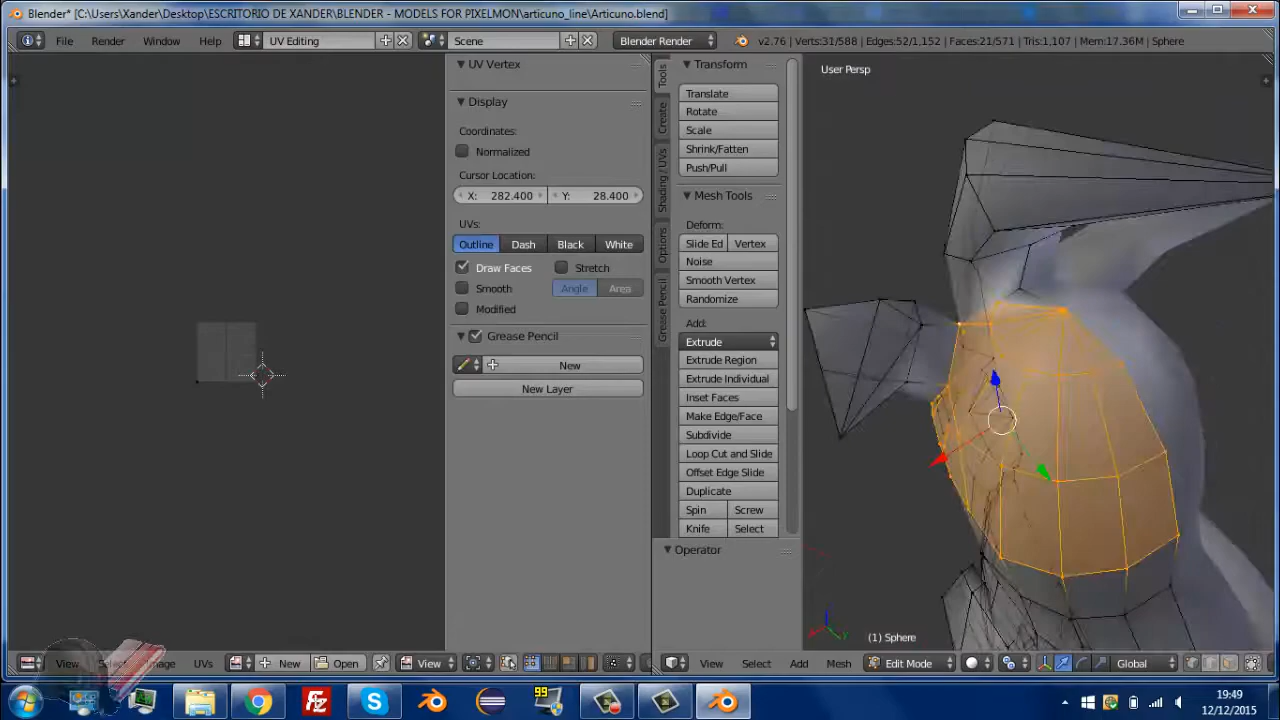 Blender* [C:\Users\Xander\Desktop\ESCRITORIO DE XANDER\BLENDER - MODELS FOR PIXELMON\articuno_line\Articuno.blend]
File Render Window Help UV Editing Scene Blender Render v2.76 | Verts:31/588 | Edges:52/1,152 | Faces:21/571 | Tris:1,107 | Mem:17.36M | Sphere
UV Vertex
Display
Coordinates:
Normalized
Cursor Location:
X: 282.400 Y: 28.400
UVs:
Outline Dash Black White
Draw Faces Stretch
Smooth Angle Area
Modified
Grease Pencil
New
New Layer
Tools
Create
Shading / UVs
Options
Grease Pencil
Transform
Translate
Rotate
Scale
Shrink/Fatten
Push/Pull
Mesh Tools
Deform:
Slide Ed Vertex
Noise
Smooth Vertex
Randomize
Add:
Extrude
Extrude Region
Extrude Individual
Inset Faces
Make Edge/Face
Subdivide
Loop Cut and Slide
Offset Edge Slide
Duplicate
Spin Screw
Knife Select
Operator
User Persp
(1) Sphere
View Select Image UVs New Open View
View Select Add Mesh Edit Mode Global
99
19:49
12/12/2015